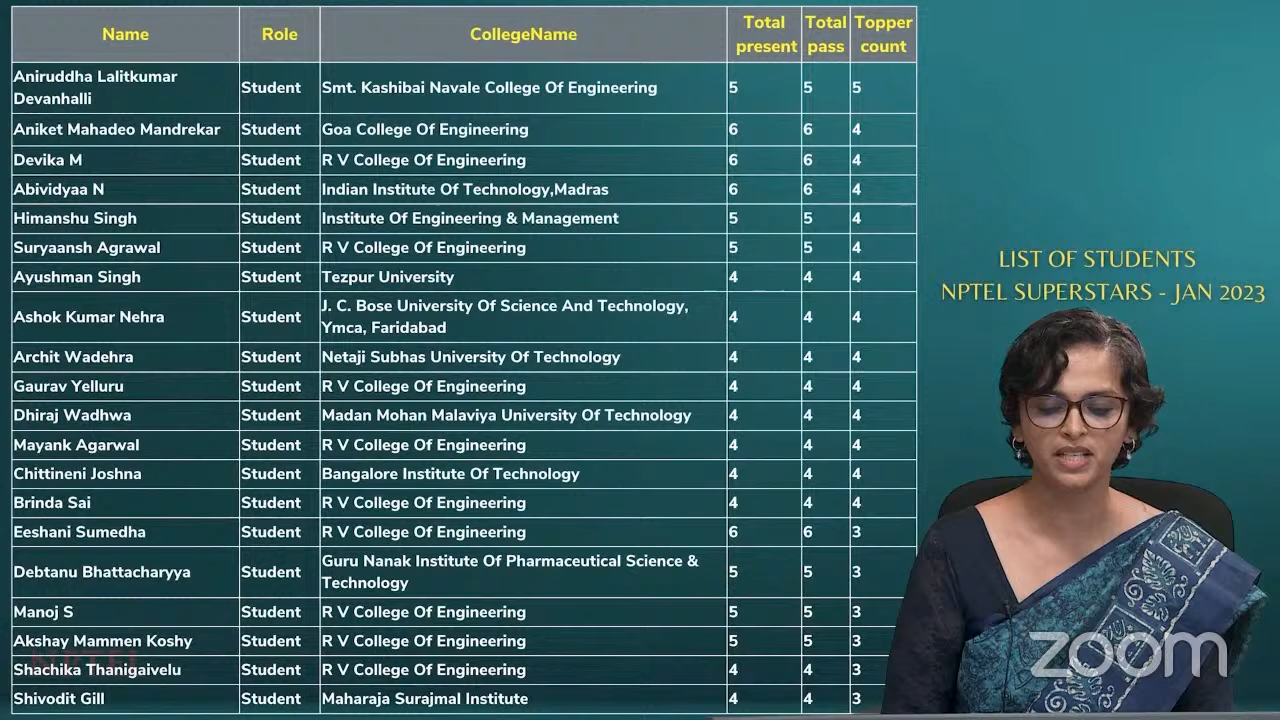 Name Role CollegeName Total present Total pass Topper count
Aniruddha Lalitkumar Devanhalli Student Smt. Kashibai Navale College Of Engineering 5 5 5
Aniket Mahadeo Mandrekar Student Goa College Of Engineering 6 6 4
Devika M Student R V College Of Engineering 6 6 4
Abividyaa N Student Indian Institute Of Technology,Madras 6 6 4
Himanshu Singh Student Institute Of Engineering & Management 5 5 4
Suryaansh Agrawal Student R V College Of Engineering 5 5 4
Ayushman Singh Student Tezpur University 4 4 4
Ashok Kumar Nehra Student J. C. Bose University Of Science And Technology, Ymca, Faridabad 4 4 4
Archit Wadehra Student Netaji Subhas University Of Technology 4 4 4
Gaurav Yelluru Student R V College Of Engineering 4 4 4
Dhiraj Wadhwa Student Madan Mohan Malaviya University Of Technology 4 4 4
Mayank Agarwal Student R V College Of Engineering 4 4 4
Chittineni Joshna Student Bangalore Institute Of Technology 4 4 4
Brinda Sai Student R V College Of Engineering 4 4 4
Eeshani Sumedha Student R V College Of Engineering 6 6 3
Debtanu Bhattacharyya Student Guru Nanak Institute Of Pharmaceutical Science & Technology 5 5 3
Manoj S Student R V College Of Engineering 5 5 3
Akshay Mammen Koshy Student R V College Of Engineering 5 5 3
Shachika Thanigaivelu Student R V College Of Engineering 4 4 3
Shivodit Gill Student Maharaja Surajmal Institute 4 4 3
LIST OF STUDENTS
NPTEL SUPERSTARS - JAN 2023
zoom
NPTEL